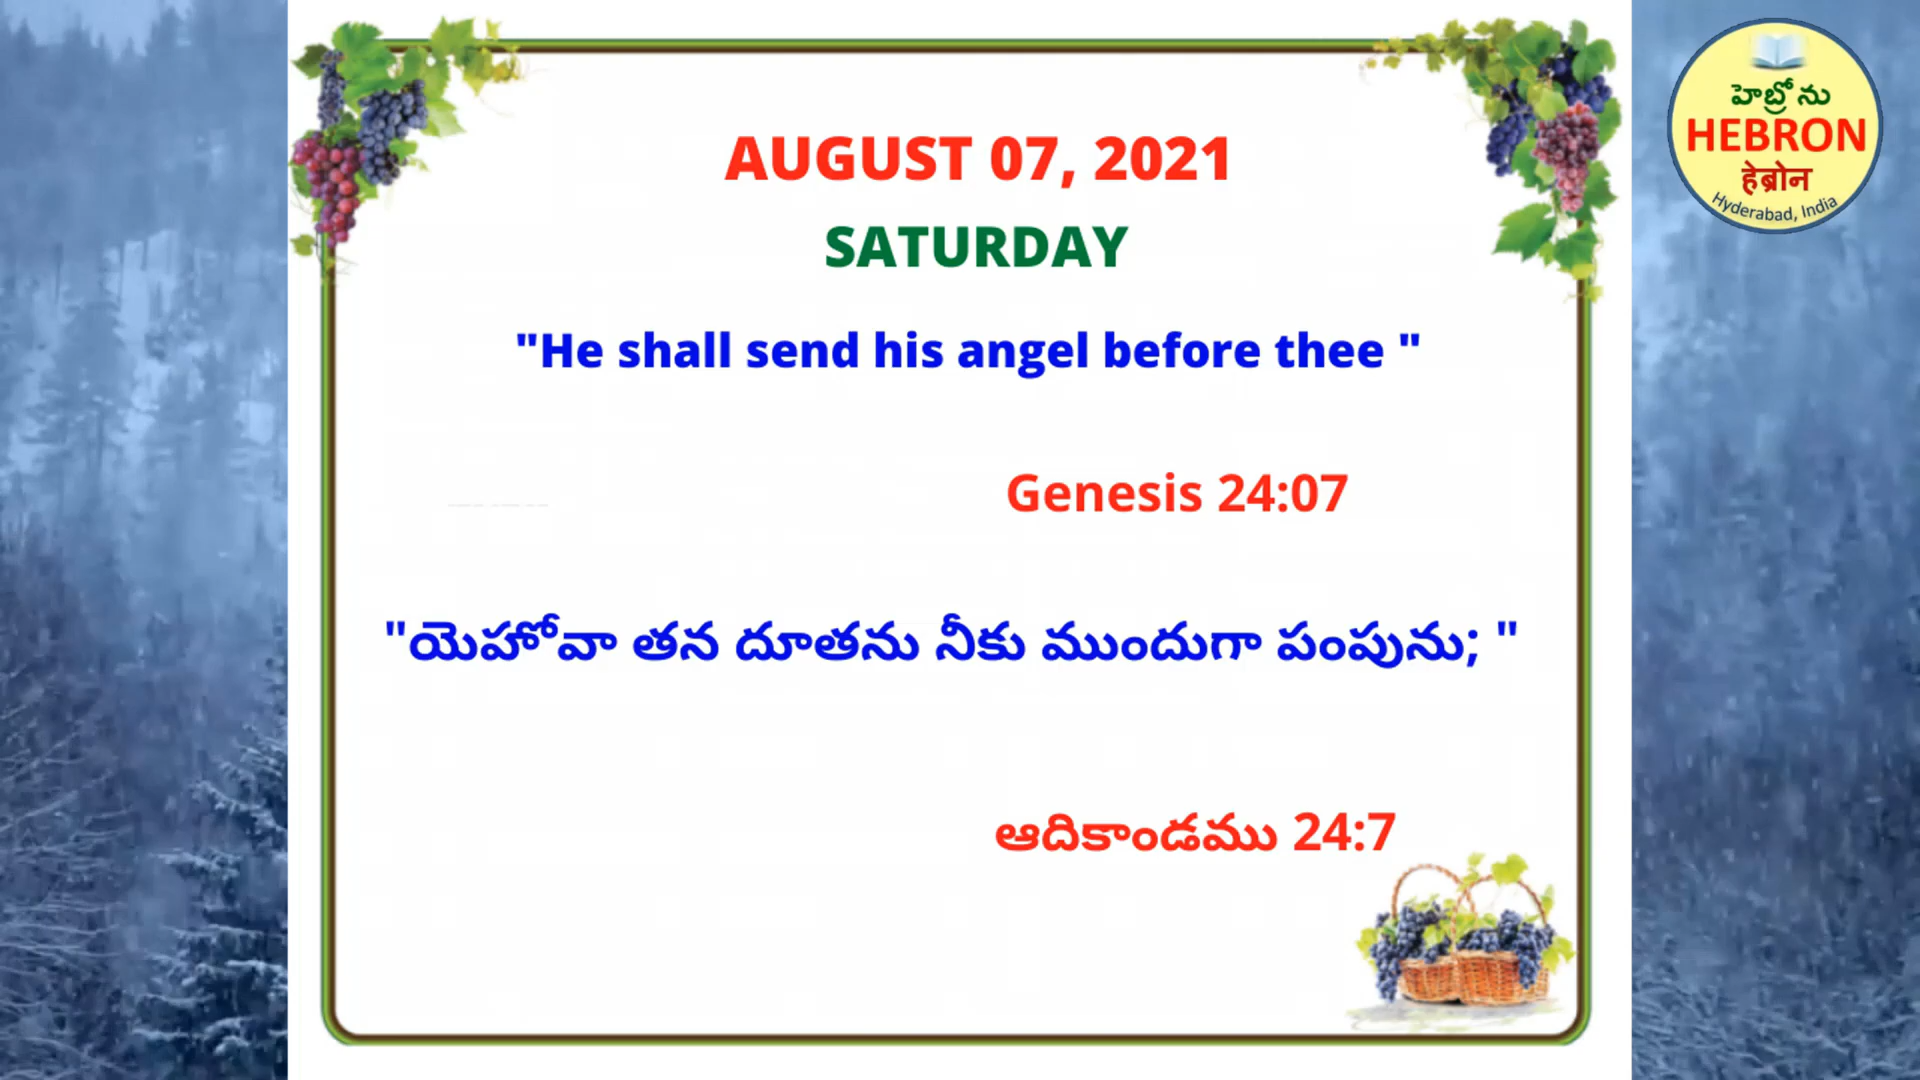 AUGUST 07, 2021
SATURDAY
"He shall send his angel before thee "
Genesis 24:07
"యెహోవా తన దూతను నీకు ముందుగా పంపును; "
ఆదికాండము 24:7
హెబ్రోను
HEBRON
हेब्रोन
Hyderabad, India